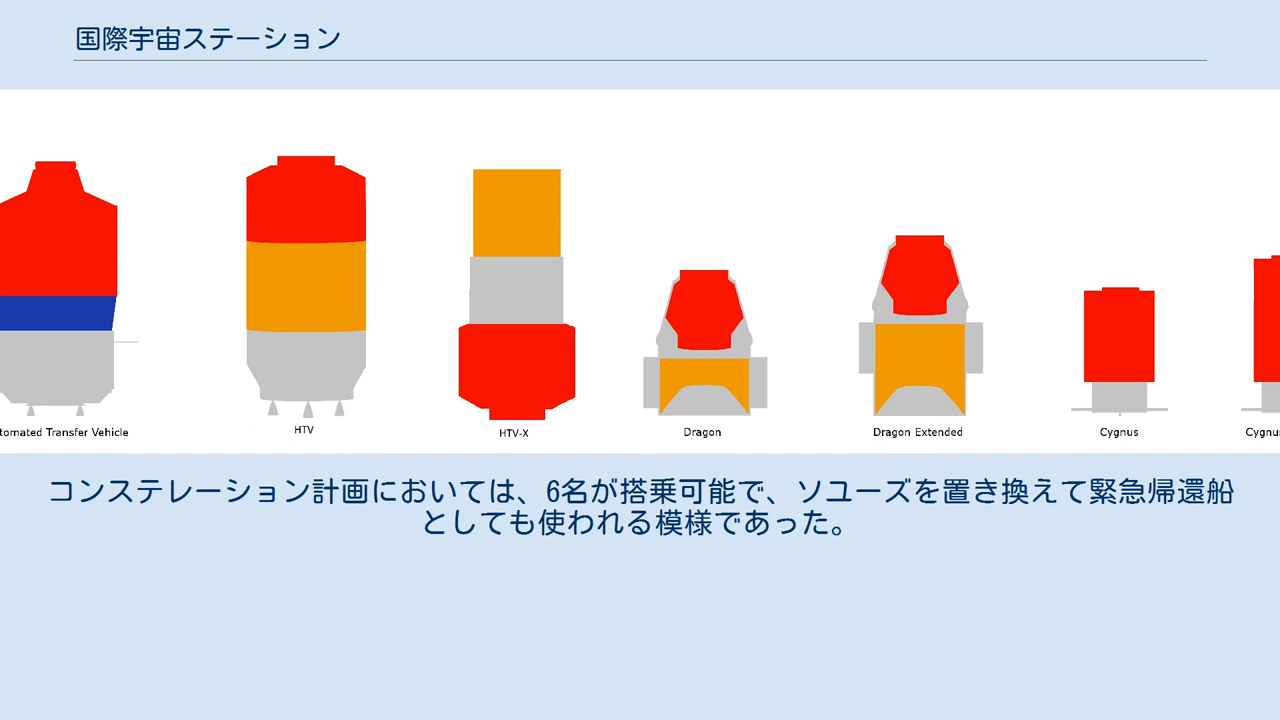 国際宇宙ステーション
tomated Transfer Vehicle
HTV
HTV-X
Dragon
Dragon Extended
Cygnus
Cygnus
コンステレーション計画においては、6名が搭乗可能で、ソユーズを置き換えて緊急帰還船
としても使われる模様であった。